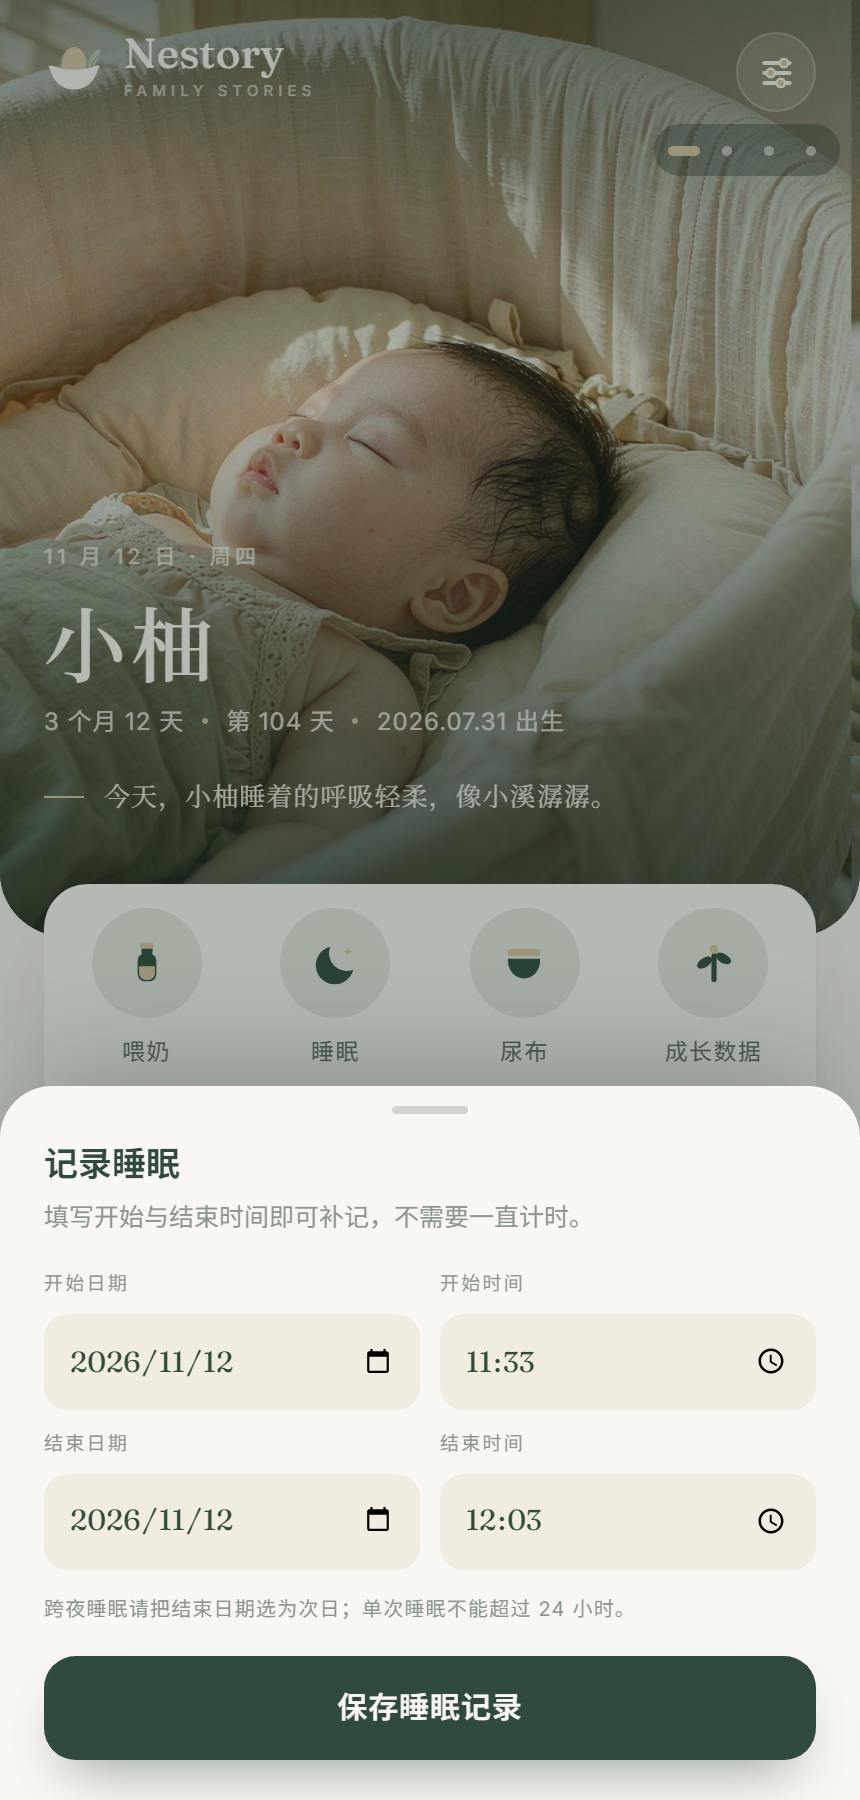 Nestory
FAMILY STORIES
11 月 12 日 · 周四
小柚
3 个月 12 天 • 第 104 天 • 2026.07.31 出生
今天，小柚睡着的呼吸轻柔，像小溪潺潺。
喂奶 睡眠 尿布 成长数据
记录睡眠
填写开始与结束时间即可补记，不需要一直计时。
开始日期 开始时间
2026/11/12 11:33
结束日期 结束时间
2026/11/12 12:03
跨夜睡眠请把结束日期选为次日；单次睡眠不能超过 24 小时。
保存睡眠记录